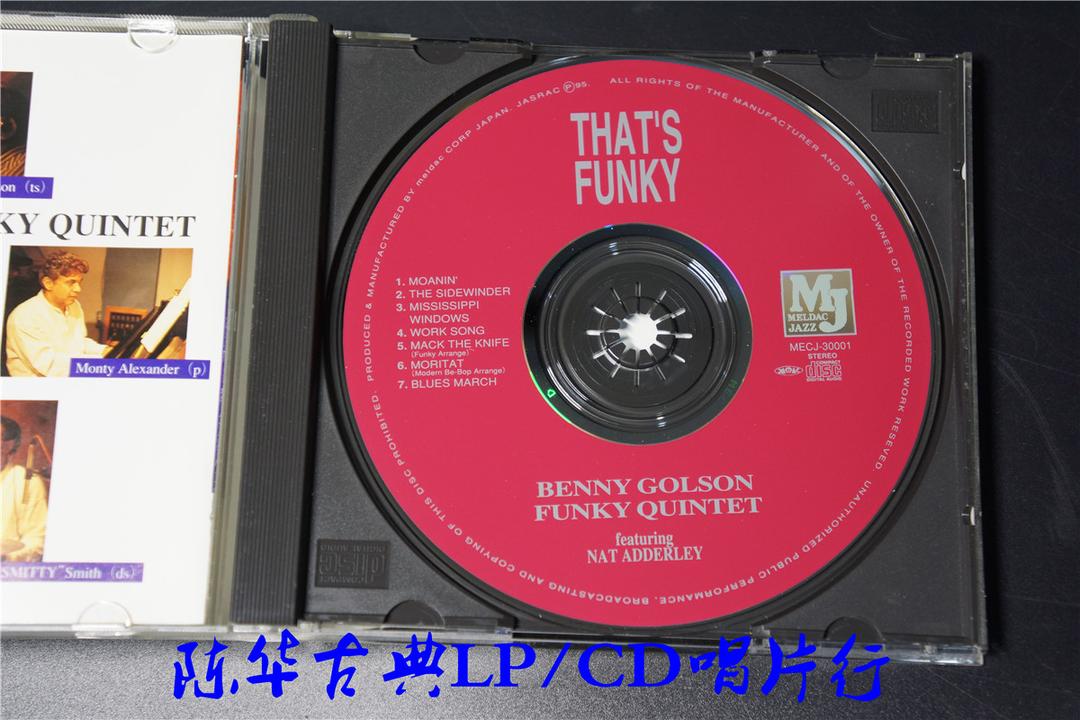 on (ts)
KY QUINTET
Monty Alexander (p)
SMITTY" Smith (ds)
THAT'S
FUNKY
1. MOANIN'
2. THE SIDEWINDER
3. MISSISSIPPI
WINDOWS
4. WORK SONG
5. MACK THE KNIFE
(Funky Arrange)
6. MORITAT
(Modern Be-Bop Arrange)
7. BLUES MARCH
MJ
MELDAC
JAZZ
MECJ-30001
STEREO
COMPACT
disc
DIGITAL AUDIO
BENNY GOLSON
FUNKY QUINTET
featuring
NAT ADDERLEY
PRODUCED & MANUFACTURED BY meldac CORP JAPAN. JASRAC Ⓟ95. ALL RIGHTS OF THE MANUFACTURER AND OF THE OWNER OF THE RECORDED WORK RESEVED. UNAUTHORIZED PUBLIC PERFORMANCE. BROADCASTING AND COPYING OF THIS DISC PROHIBITED.
陈华古典LP/CD唱片行